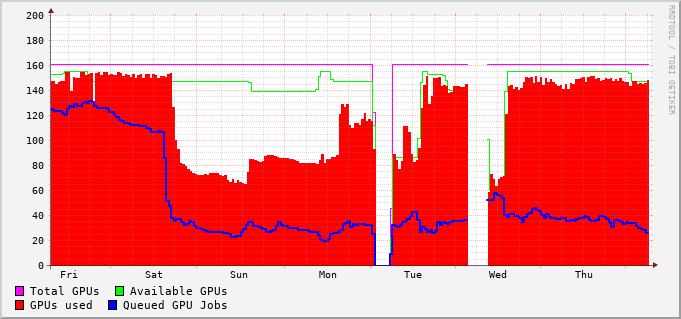 200
180
160
140
120
100
80
60
40
20
0
Fri Sat Sun Mon Tue Wed Thu
Total GPUs Available GPUs
GPUs used Queued GPU Jobs
RRDTOOL / TOBI OETIKER